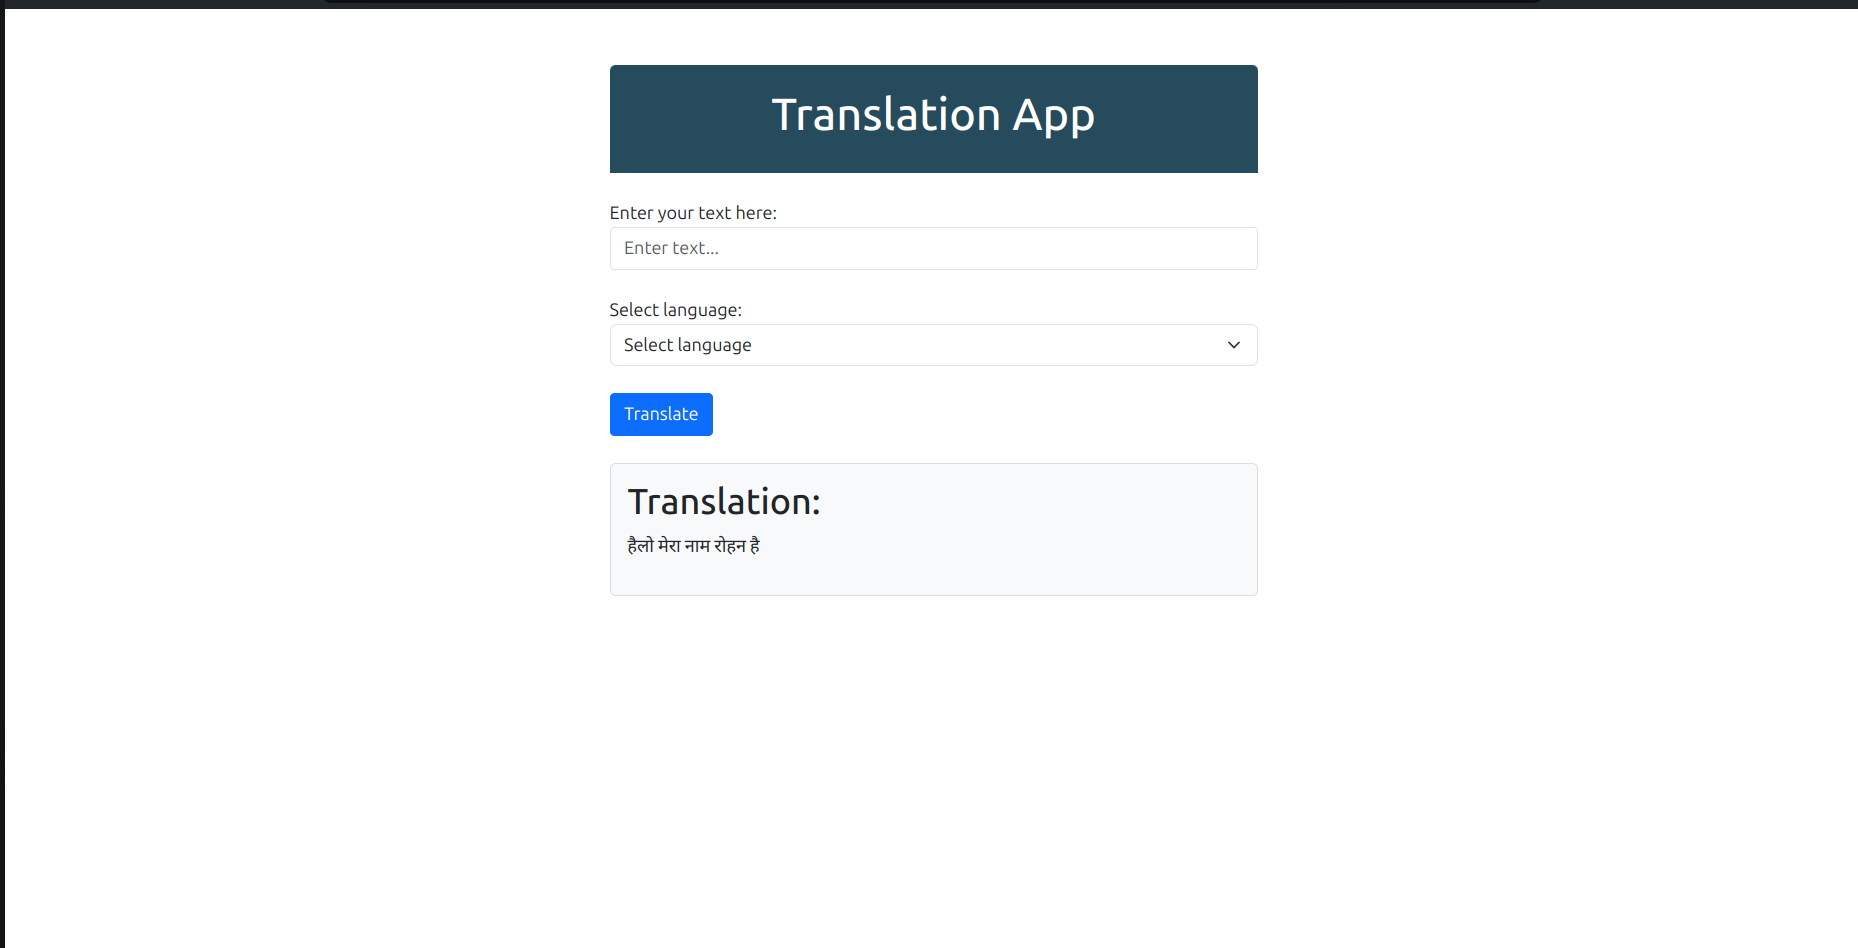 Translation App
Enter your text here:
Enter text...
Select language:
Select language
Translate
Translation:
हैलो मेरा नाम रोहन है